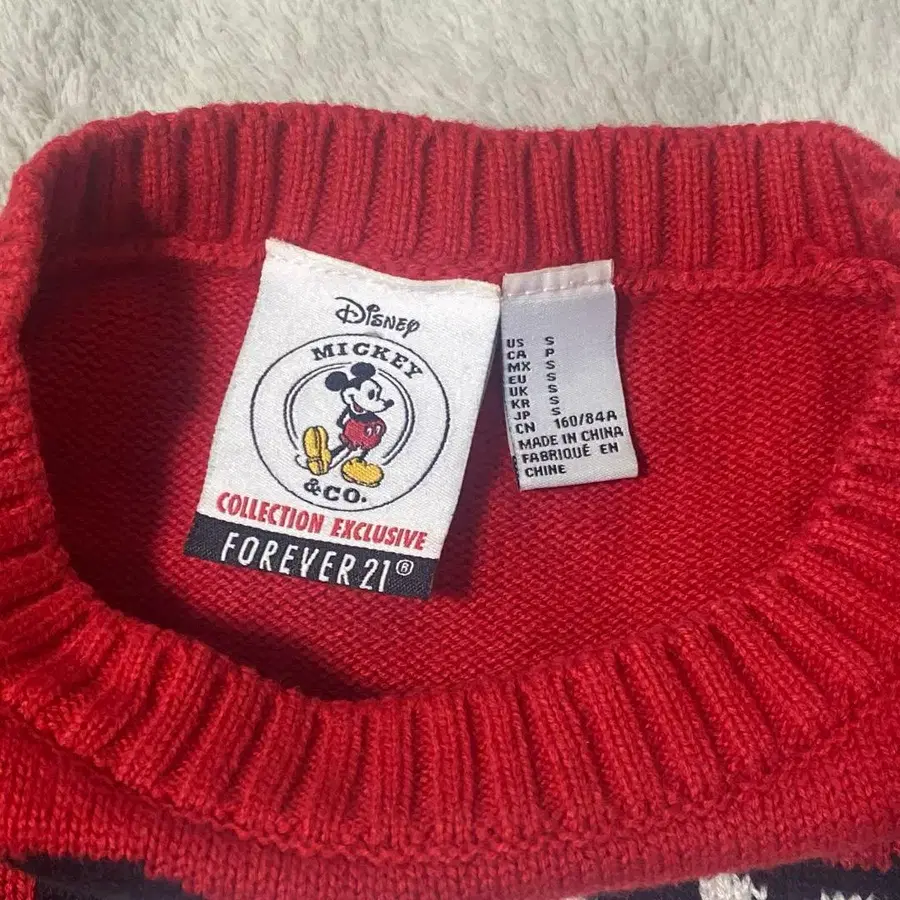 Disney
MICKEY
&CO.
COLLECTION EXCLUSIVE
FOREVER 21®
US S
CA P
MX S
EU S
UK S
KR S
JP S
CN 160/84A
MADE IN CHINA
FABRIQUÉ EN
CHINE